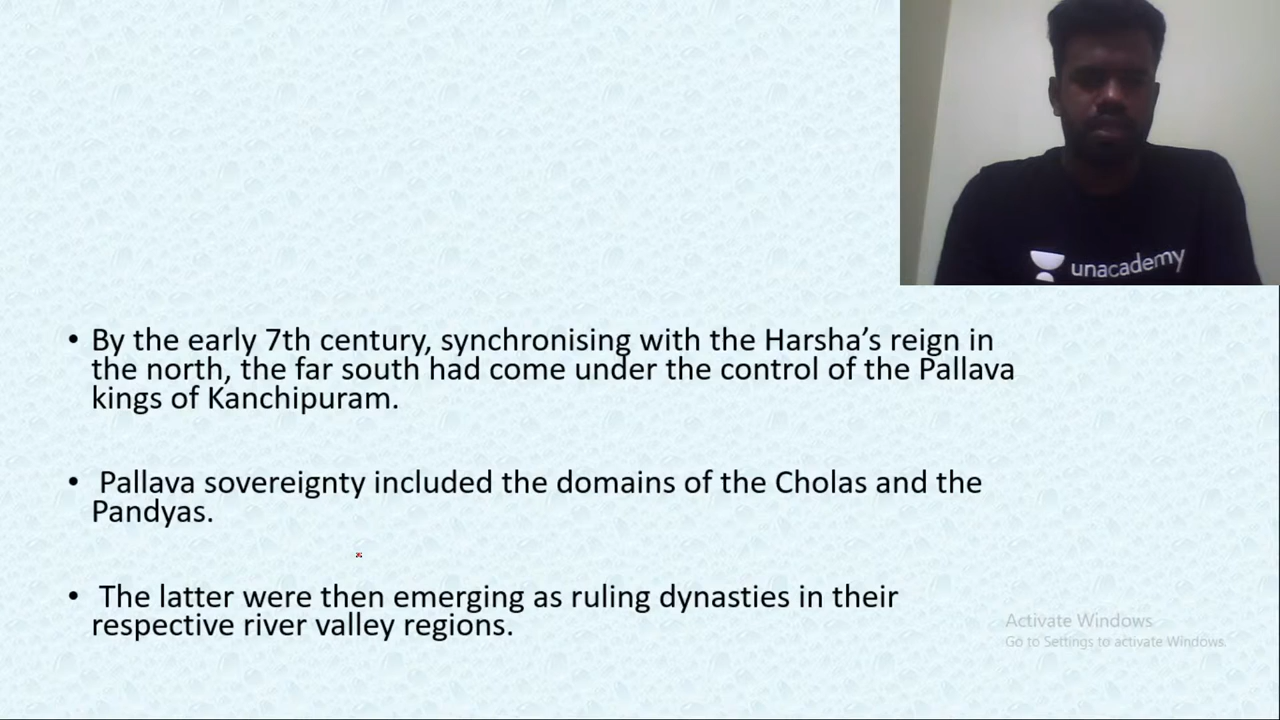 unacademy
• By the early 7th century, synchronising with the Harsha’s reign in
the north, the far south had come under the control of the Pallava
kings of Kanchipuram.
• Pallava sovereignty included the domains of the Cholas and the
Pandyas.
• The latter were then emerging as ruling dynasties in their
respective river valley regions.
Activate Windows
Go to Settings to activate Windows.